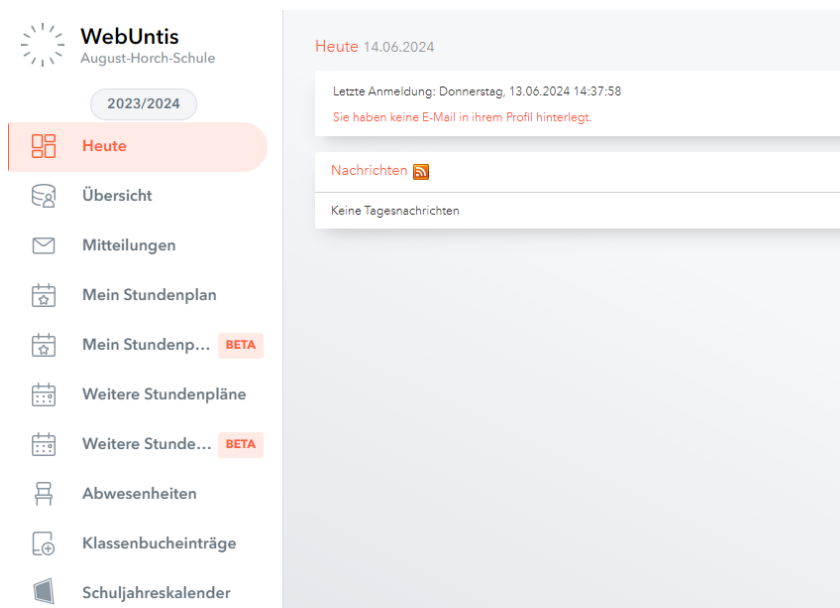 WebUntis
August-Horch-Schule
2023/2024
Heute
Übersicht
Mitteilungen
Mein Stundenplan
Mein Stundenp... BETA
Weitere Stundenpläne
Weitere Stunde... BETA
Abwesenheiten
Klassenbucheinträge
Schuljahreskalender
Heute 14.06.2024
Letzte Anmeldung: Donnerstag, 13.06.2024 14:37:58
Sie haben keine E-Mail in ihrem Profil hinterlegt.
Nachrichten
Keine Tagesnachrichten